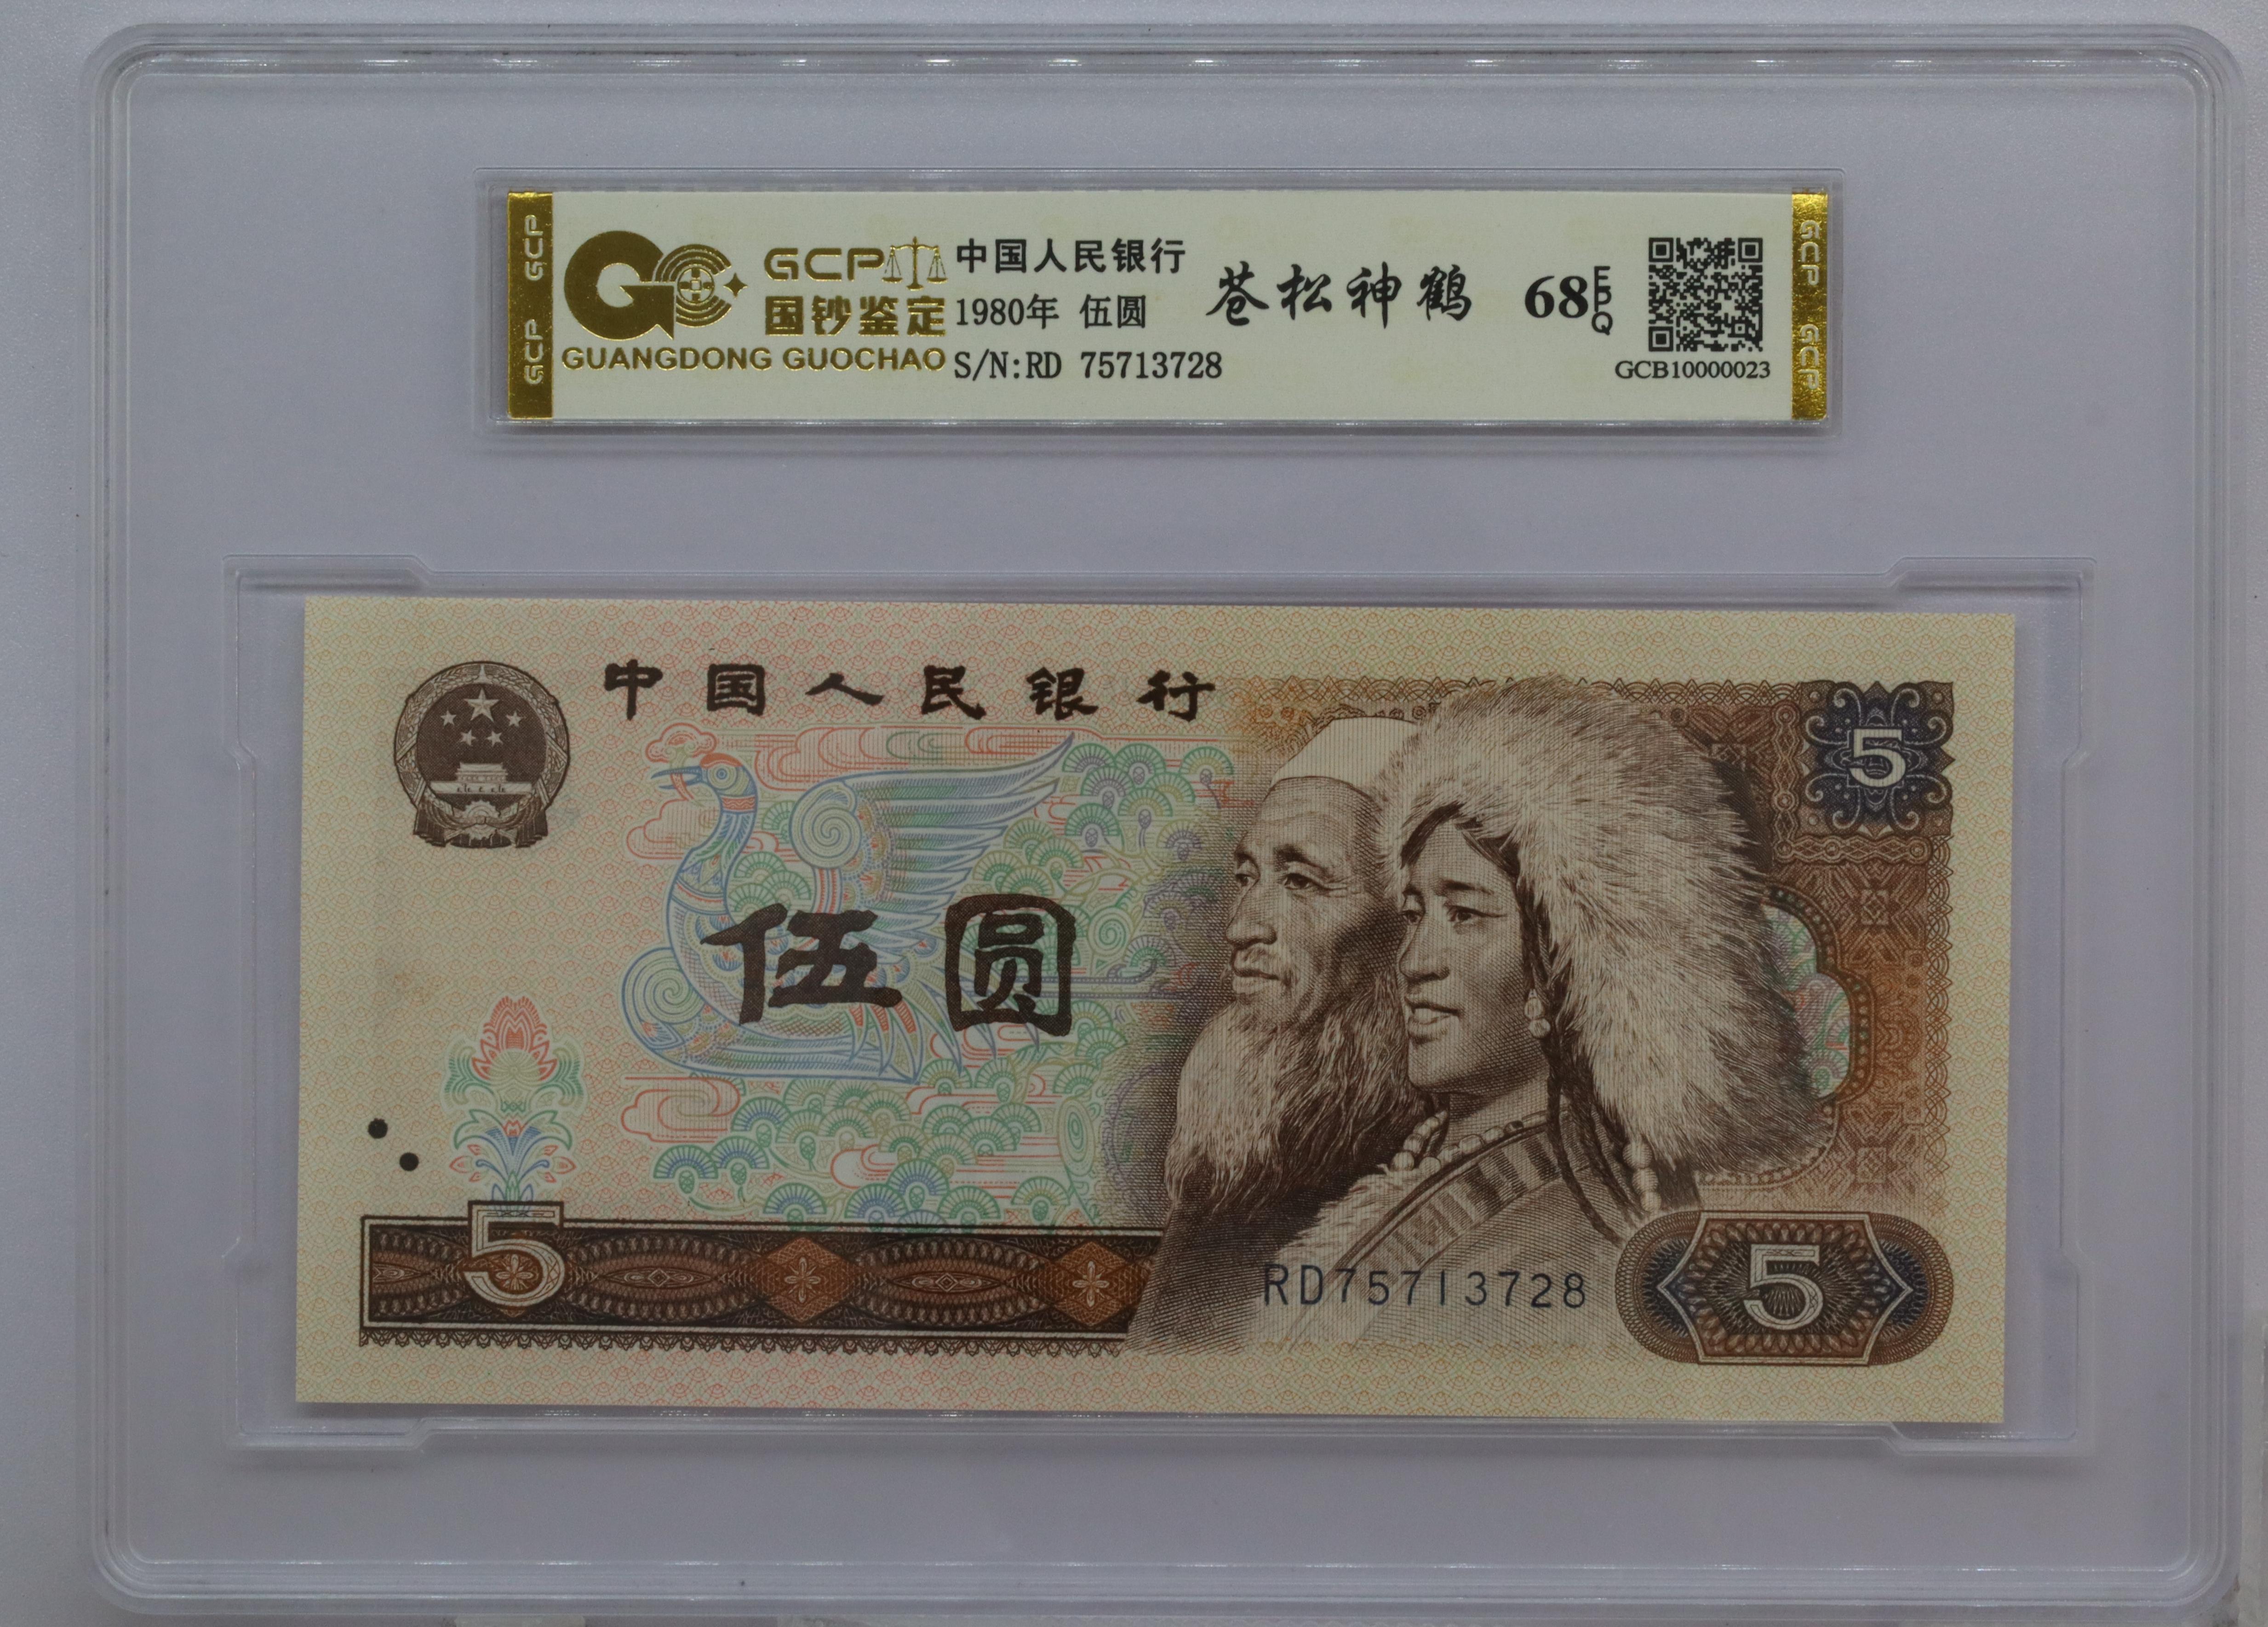 GCP GCP
GCP
国钞鉴定
GUANGDONG GUOCHAO
中国人民银行
1980年 伍圆
S/N:RD 75713728
苍松神鹤
68 EPQ
GCB10000023
GCP GCP
中国人民银行
5
伍圆
5
RD75713728
5